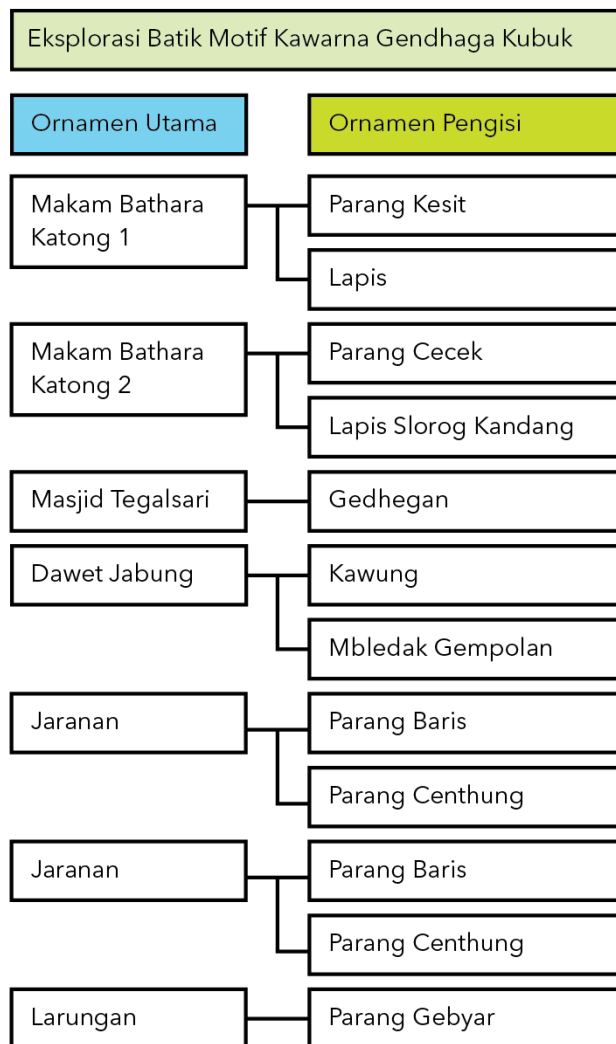 Eksplorasi Batik Motif Kawarna Gendhaga Kubuk
Ornamen Utama
Ornamen Pengisi
Makam Bathara
Katong 1
Parang Kesit
Lapis
Makam Bathara
Katong 2
Parang Cecek
Lapis Slorog Kandang
Masjid Tegalsari
Gedhegan
Dawet Jabung
Kawung
Mbledak Gempolan
Jaranan
Parang Baris
Parang Centhung
Jaranan
Parang Baris
Parang Centhung
Larungan
Parang Gebyar